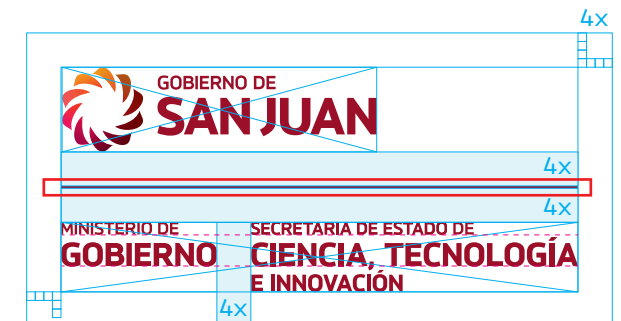 4x
GOBIERNO DE
SAN JUAN
4x
4x
MINISTERIO DE
GOBIERNO
SECRETARÍA DE ESTADO DE
CIENCIA, TECNOLOGÍA
E INNOVACIÓN
4x